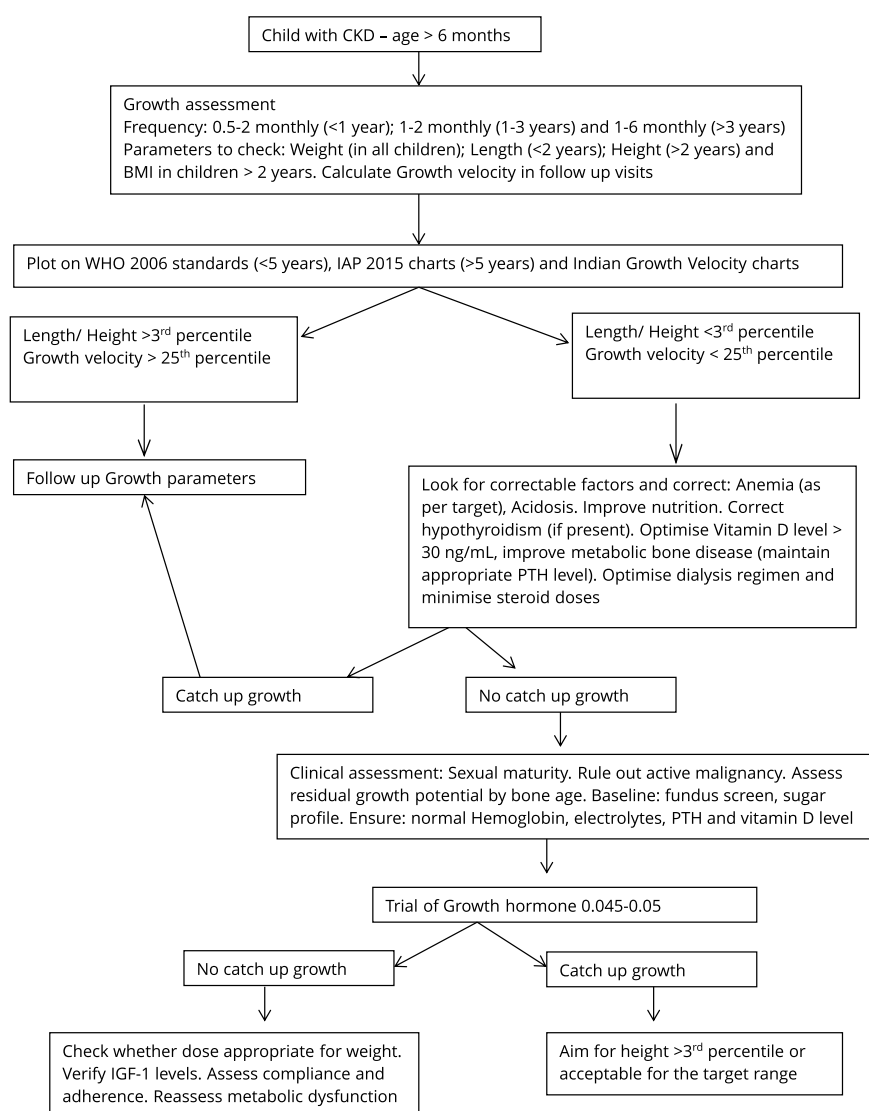 Child with CKD – age > 6 months
Growth assessment
Frequency: 0.5-2 monthly (<1 year); 1-2 monthly (1-3 years) and 1-6 monthly (>3 years)
Parameters to check: Weight (in all children); Length (<2 years); Height (>2 years) and
BMI in children > 2 years. Calculate Growth velocity in follow up visits
Plot on WHO 2006 standards (<5 years), IAP 2015 charts (>5 years) and Indian Growth Velocity charts
Length/ Height >3rd percentile
Growth velocity > 25th percentile
Length/ Height <3rd percentile
Growth velocity < 25th percentile
Follow up Growth parameters
Look for correctable factors and correct: Anemia (as
per target), Acidosis. Improve nutrition. Correct
hypothyroidism (if present). Optimise Vitamin D level >
30 ng/mL, improve metabolic bone disease (maintain
appropriate PTH level). Optimise dialysis regimen and
minimise steroid doses
Catch up growth
No catch up growth
Clinical assessment: Sexual maturity. Rule out active malignancy. Assess
residual growth potential by bone age. Baseline: fundus screen, sugar
profile. Ensure: normal Hemoglobin, electrolytes, PTH and vitamin D level
Trial of Growth hormone 0.045-0.05
No catch up growth
Catch up growth
Check whether dose appropriate for weight.
Verify IGF-1 levels. Assess compliance and
adherence. Reassess metabolic dysfunction
Aim for height >3rd percentile or
acceptable for the target range